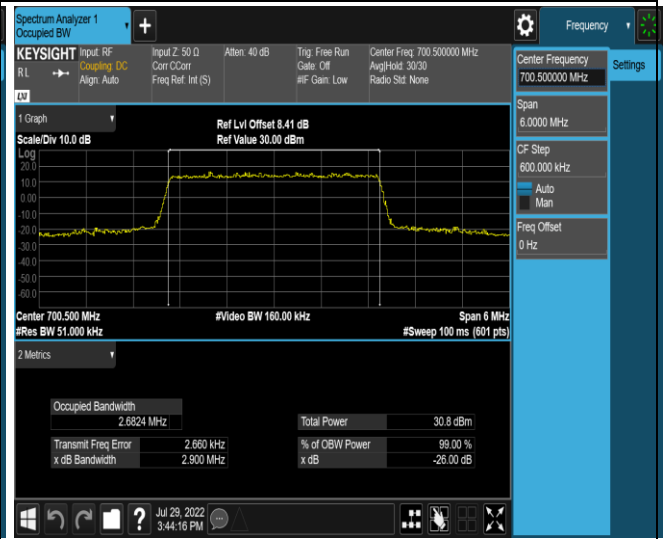 Spectrum Analyzer 1
Occupied BW
Frequency
KEYSIGHT
R L
LXI
Input: RF
Coupling: DC
Align: Auto
Input Z: 50 Ω
Corr CCorr
Freq Ref: Int (S)
Atten: 40 dB
Trig: Free Run
Gate: Off
#IF Gain: Low
Center Freq: 700.500000 MHz
Avg|Hold: 30/30
Radio Std: None
Center Frequency
700.500000 MHz
Settings
Span
6.0000 MHz
CF Step
600.000 kHz
Auto
Man
Freq Offset
0 Hz
1 Graph
Scale/Div 10.0 dB
Ref Lvl Offset 8.41 dB
Ref Value 30.00 dBm
Log
20.0
10.0
0.00
-10.0
-20.0
-30.0
-40.0
-50.0
-60.0
Center 700.500 MHz
#Video BW 160.00 kHz
Span 6 MHz
#Res BW 51.000 kHz
#Sweep 100 ms (601 pts)
2 Metrics
Occupied Bandwidth
2.6824 MHz
Total Power 30.8 dBm
Transmit Freq Error 2.660 kHz
% of OBW Power 99.00 %
x dB Bandwidth 2.900 MHz
x dB -26.00 dB
?
Jul 29, 2022
3:44:16 PM